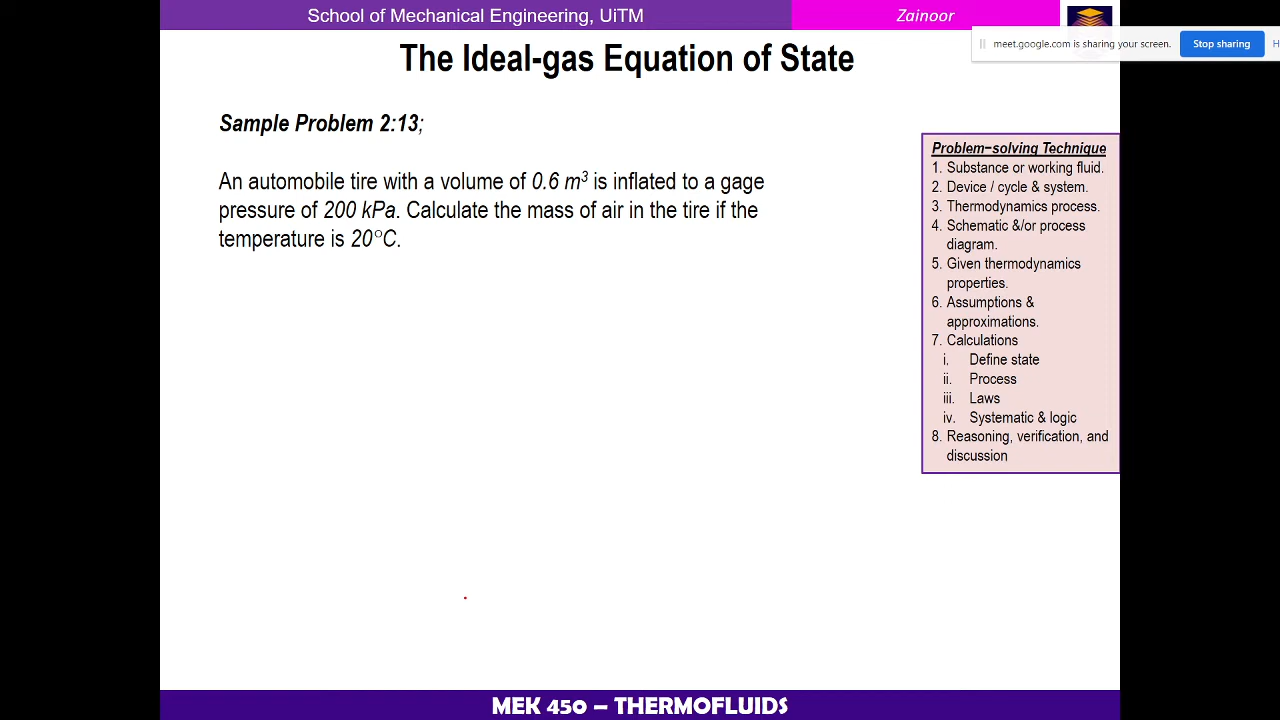 School of Mechanical Engineering, UiTM
Zainoor
meet.google.com is sharing your screen.
Stop sharing
H
The Ideal-gas Equation of State
Sample Problem 2:13;
An automobile tire with a volume of 0.6 m³ is inflated to a gage
pressure of 200 kPa. Calculate the mass of air in the tire if the
temperature is 20°C.
Problem–solving Technique
1. Substance or working fluid.
2. Device / cycle & system.
3. Thermodynamics process.
4. Schematic &/or process
diagram.
5. Given thermodynamics
properties.
6. Assumptions &
approximations.
7. Calculations
i. Define state
ii. Process
iii. Laws
iv. Systematic & logic
8. Reasoning, verification, and
discussion
MEK 450 – THERMOFLUIDS